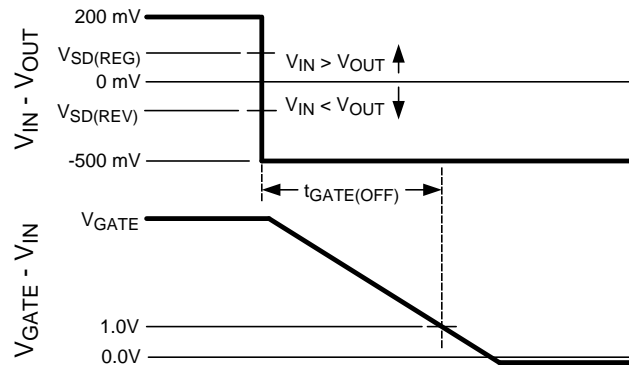 VIN - VOUT
200 mV
VSD(REG)
VIN > VOUT
0 mV
VSD(REV)
VIN < VOUT
-500 mV
tGATE(OFF)
VGATE - VIN
VGATE
1.0V
0.0V